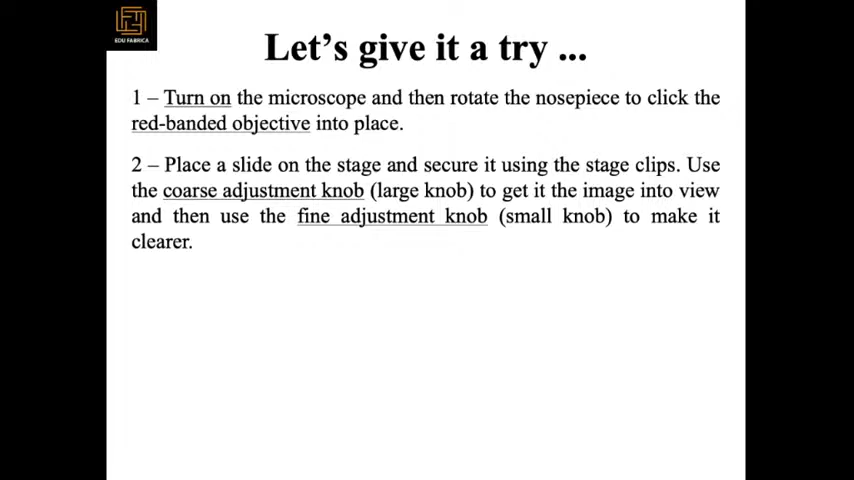 EDU FABRICA
Let’s give it a try ...
1 – Turn on the microscope and then rotate the nosepiece to click the
red-banded objective into place.
2 – Place a slide on the stage and secure it using the stage clips. Use
the coarse adjustment knob (large knob) to get it the image into view
and then use the fine adjustment knob (small knob) to make it
clearer.